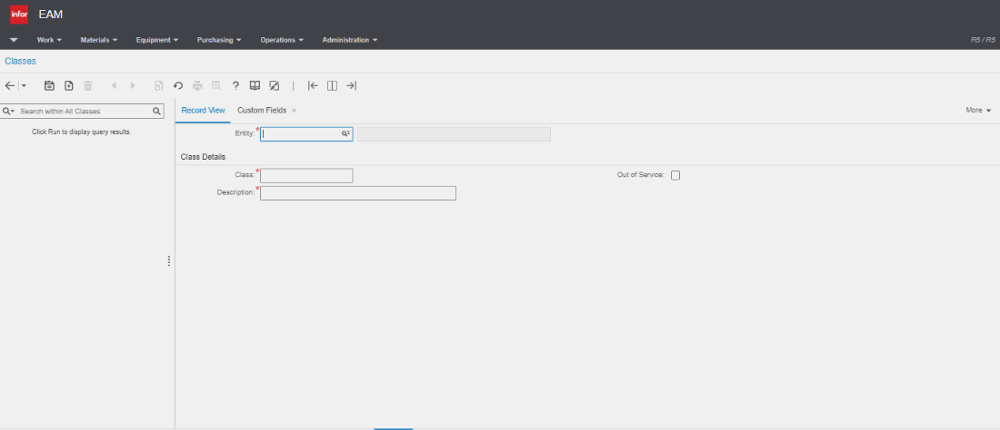 infor EAM
Work Materials Equipment Purchasing Operations Administration R5 / R5
Classes
?
Search within All Classes
Click Run to display query results.
Record View Custom Fields × More
Entity: *
Class Details
Class: * Out of Service:
Description: *